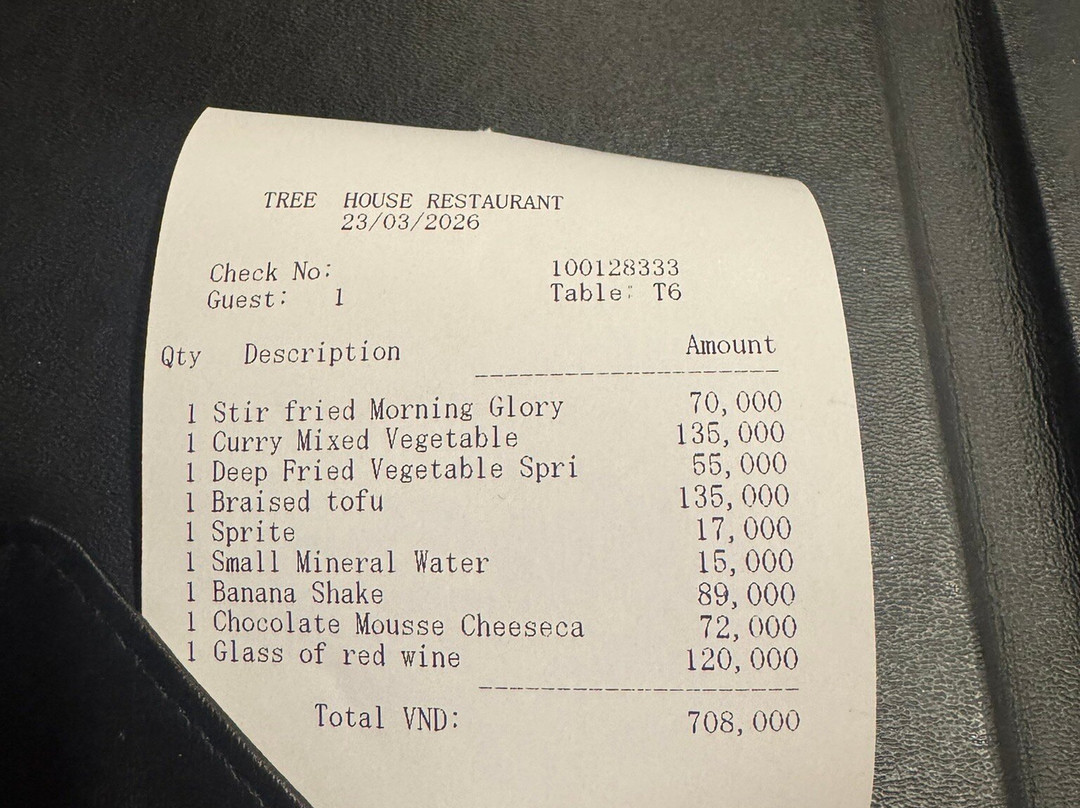 TREE HOUSE RESTAURANT
23/03/2026
Check No: 100128333
Guest: 1 Table: T6
Qty Description Amount
1 Stir fried Morning Glory 70,000
1 Curry Mixed Vegetable 135,000
1 Deep Fried Vegetable Spri 55,000
1 Braised tofu 135,000
1 Sprite 17,000
1 Small Mineral Water 15,000
1 Banana Shake 89,000
1 Chocolate Mousse Cheeseca 72,000
1 Glass of red wine 120,000
Total VND: 708,000